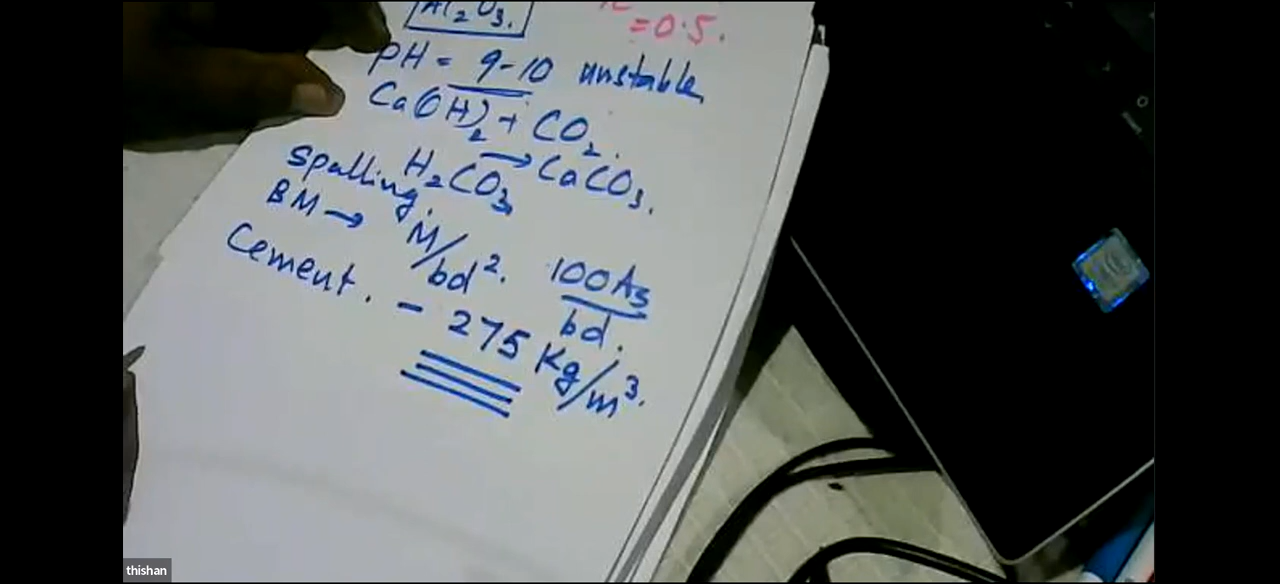 Al₂O₃.
=0.5.
PH = 9-10 unstable,
Ca(OH)₂ + CO₂.
H₂CO₃ → CaCO₃.
Spalling.
BM → M/bd². 100As/bd.
Cement. - 275 Kg/m³.
thishan